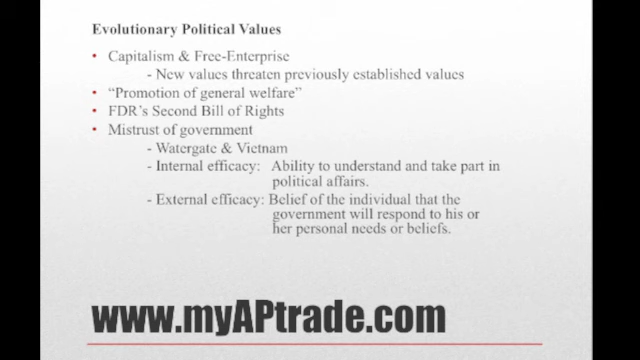 Evolutionary Political Values
• Capitalism & Free-Enterprise
- New values threaten previously established values
• “Promotion of general welfare”
• FDR’s Second Bill of Rights
• Mistrust of government
- Watergate & Vietnam
- Internal efficacy: Ability to understand and take part in
political affairs.
- External efficacy: Belief of the individual that the
government will respond to his or
her personal needs or beliefs.
www.myAPtrade.com